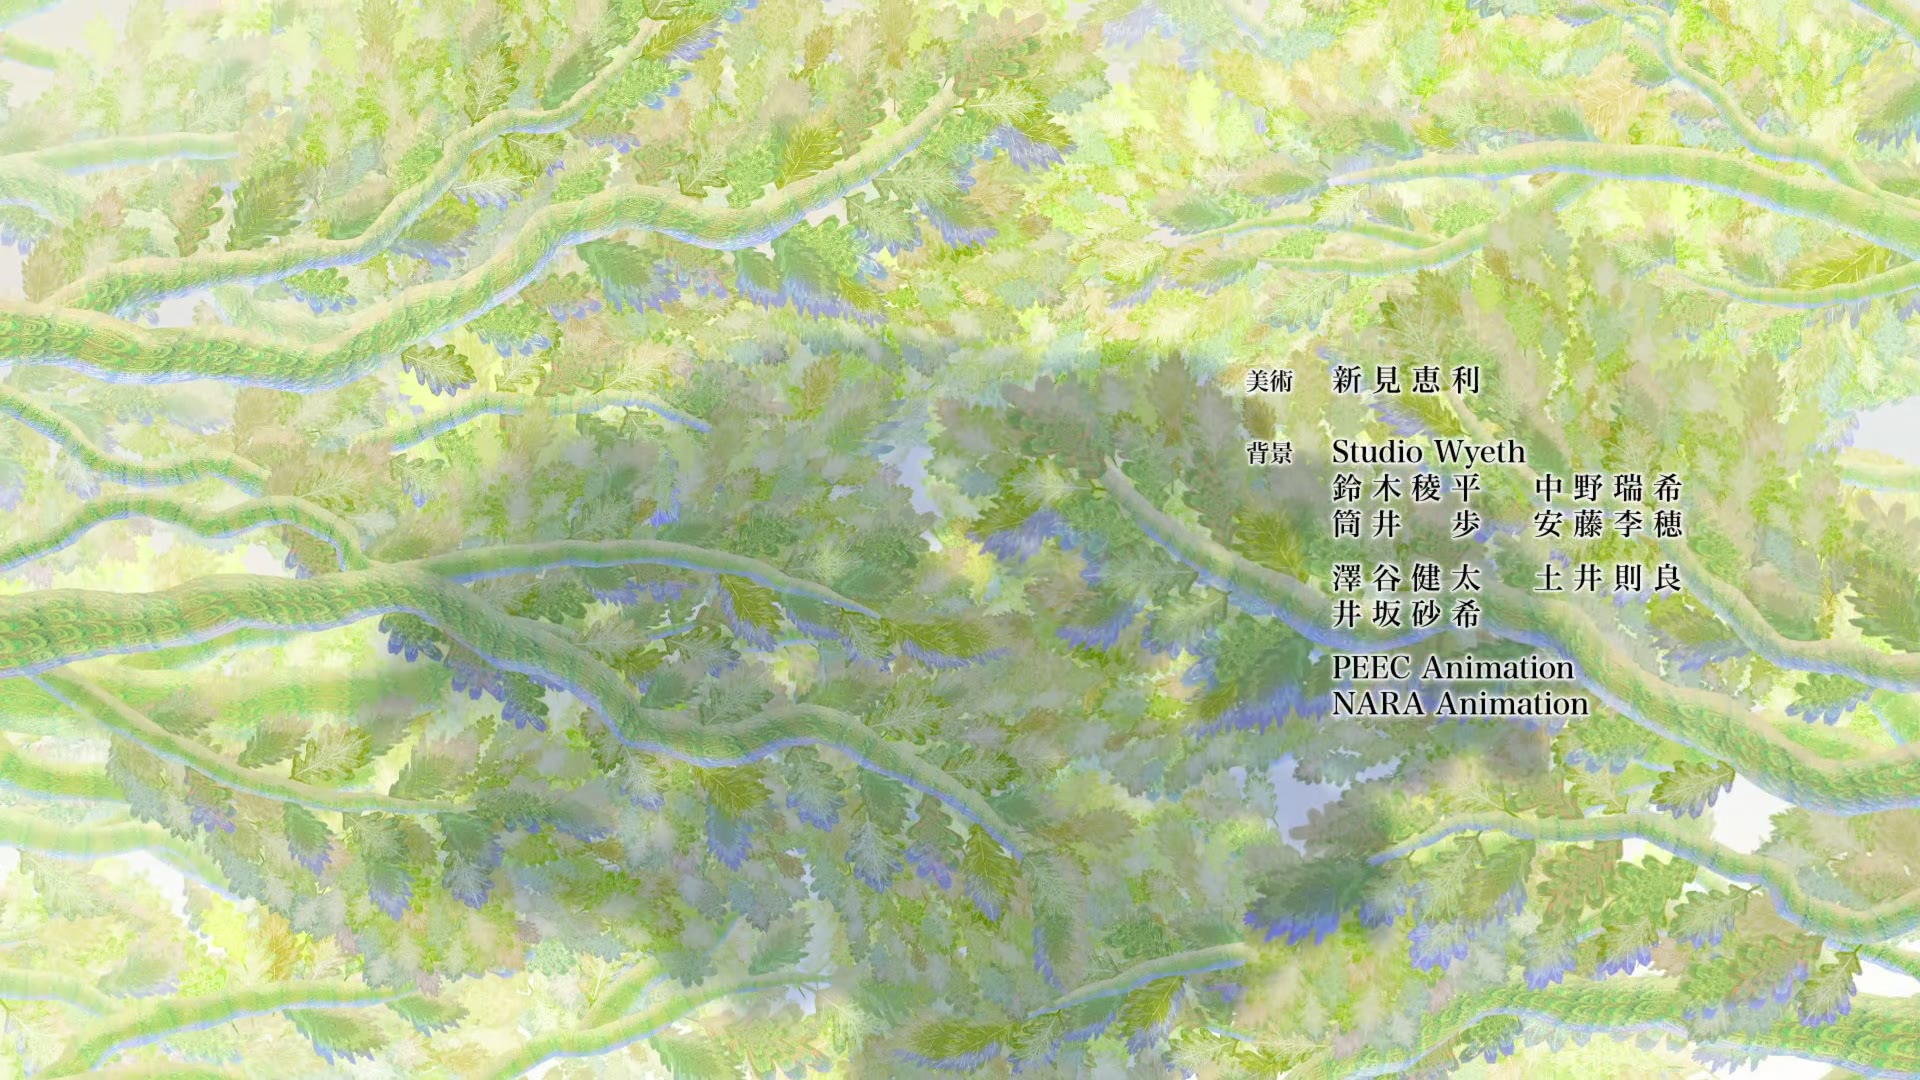 美術 新見恵利
背景 Studio Wyeth
鈴木稜平 中野瑞希
筒井 歩 安藤李穂
澤谷健太 土井則良
井坂砂希
PEEC Animation
NARA Animation